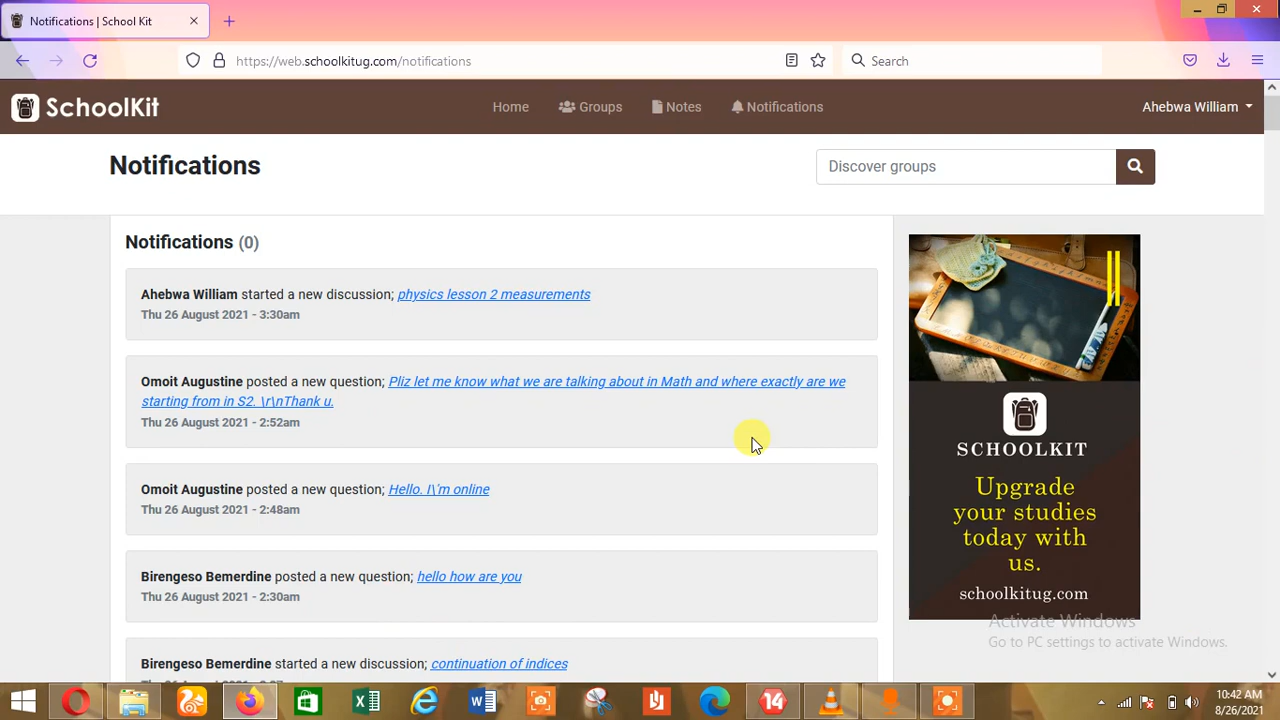 Notifications | School Kit
https://web.schoolkitug.com/notifications
Search
SchoolKit
Home
Groups
Notes
Notifications
Ahebwa William
Notifications
Discover groups
Notifications (0)
Ahebwa William started a new discussion; physics lesson 2 measurements
Thu 26 August 2021 - 3:30am
Omoit Augustine posted a new question; Pliz let me know what we are talking about in Math and where exactly are we
starting from in S2. \r\nThank u.
Thu 26 August 2021 - 2:52am
Omoit Augustine posted a new question; Hello. I\'m online
Thu 26 August 2021 - 2:48am
Birengeso Bemerdine posted a new question; hello how are you
Thu 26 August 2021 - 2:30am
Birengeso Bemerdine started a new discussion; continuation of indices
SCHOOLKIT
Upgrade
your studies
today with
us.
schoolkitug.com
Activate Windows
Go to PC settings to activate Windows.
14
10:42 AM
8/26/2021